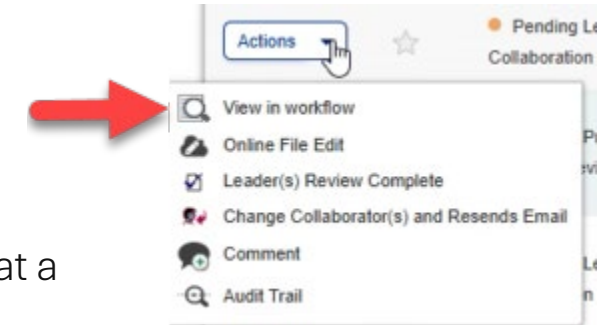 Actions
Pending Le
Collaboration
View in workflow
Online File Edit
Leader(s) Review Complete
Change Collaborator(s) and Resends Email
Comment
Audit Trail
at a